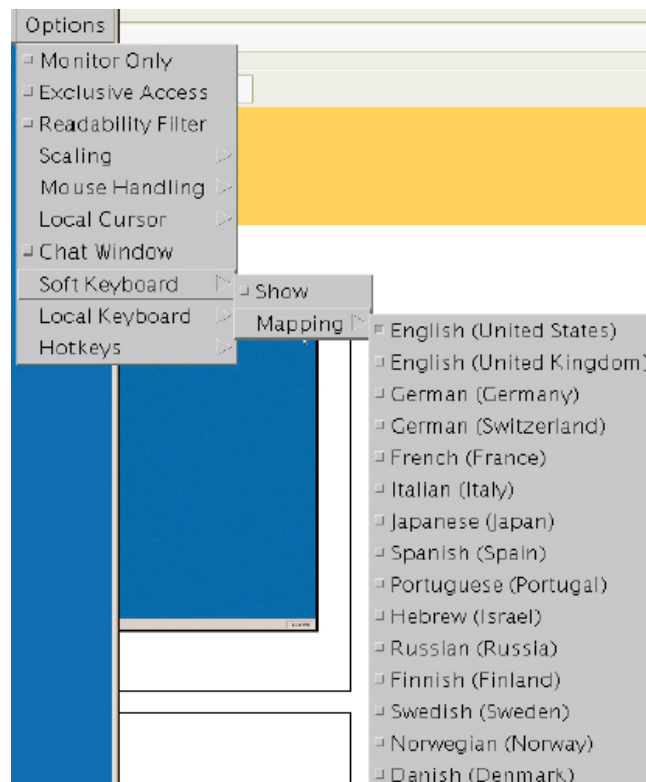 Options
Monitor Only
Exclusive Access
Readability Filter
Scaling
Mouse Handling
Local Cursor
Chat Window
Soft Keyboard
Local Keyboard
Hotkeys
Show
Mapping
English (United States)
English (United Kingdom)
German (Germany)
German (Switzerland)
French (France)
Italian (Italy)
Japanese (Japan)
Spanish (Spain)
Portuguese (Portugal)
Hebrew (Israel)
Russian (Russia)
Finnish (Finland)
Swedish (Sweden)
Norwegian (Norway)
Danish (Denmark)